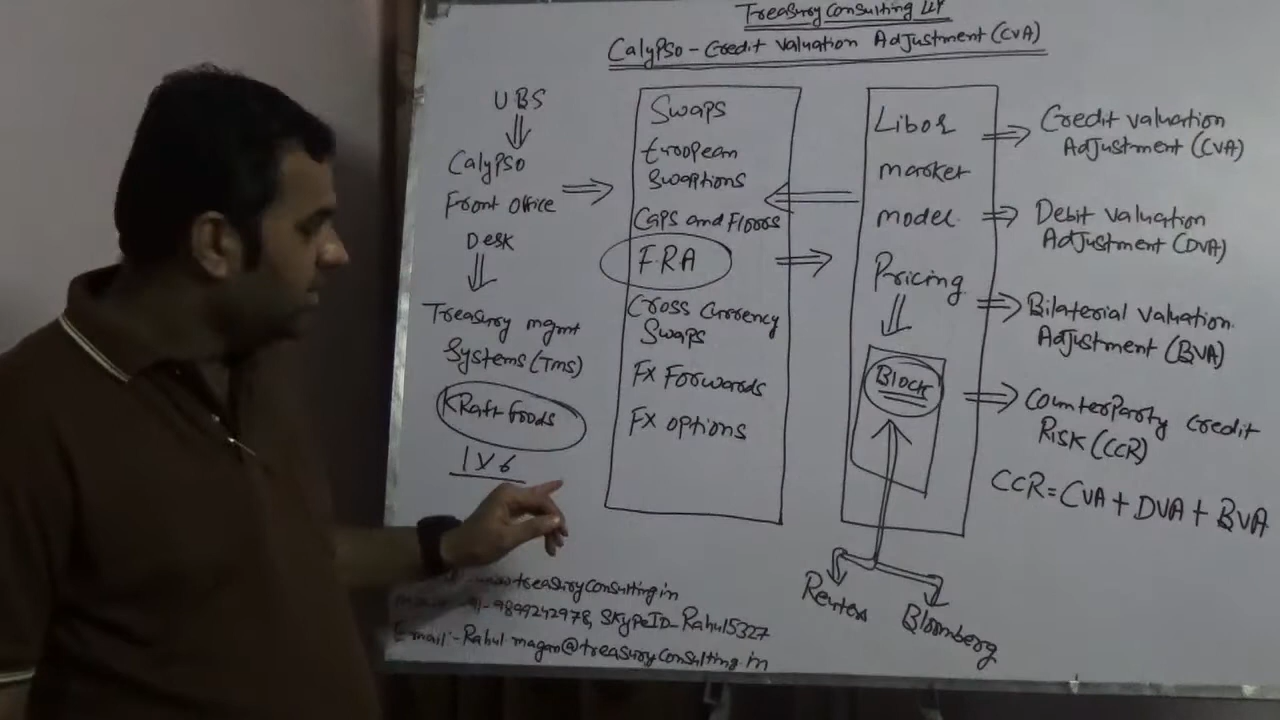 Treasury Consulting LLP
Calypso - Credit Valuation Adjustment (CVA)
UBS
Calypso
Front Office
Desk
Treasury mgmt
Systems (Tms)
KRaft Foods
1 X 6
Swaps
European
Swaptions
Caps and Floors
FRA
Cross Currency
Swaps
FX Forwards
FX options
Libor
market
model
Pricing
Block
Reuters
Bloomberg
Credit valuation
Adjustment (CVA)
Debit valuation
Adjustment (DVA)
Bilaterial valuation
Adjustment (BVA)
Counterparty credit
Risk (CCR)
CCR = CVA + DVA + BVA
treasuryconsulting.in
9899242978, SkypeID - Rahul5327
Email:- Rahul.magan@treasuryconsulting.in